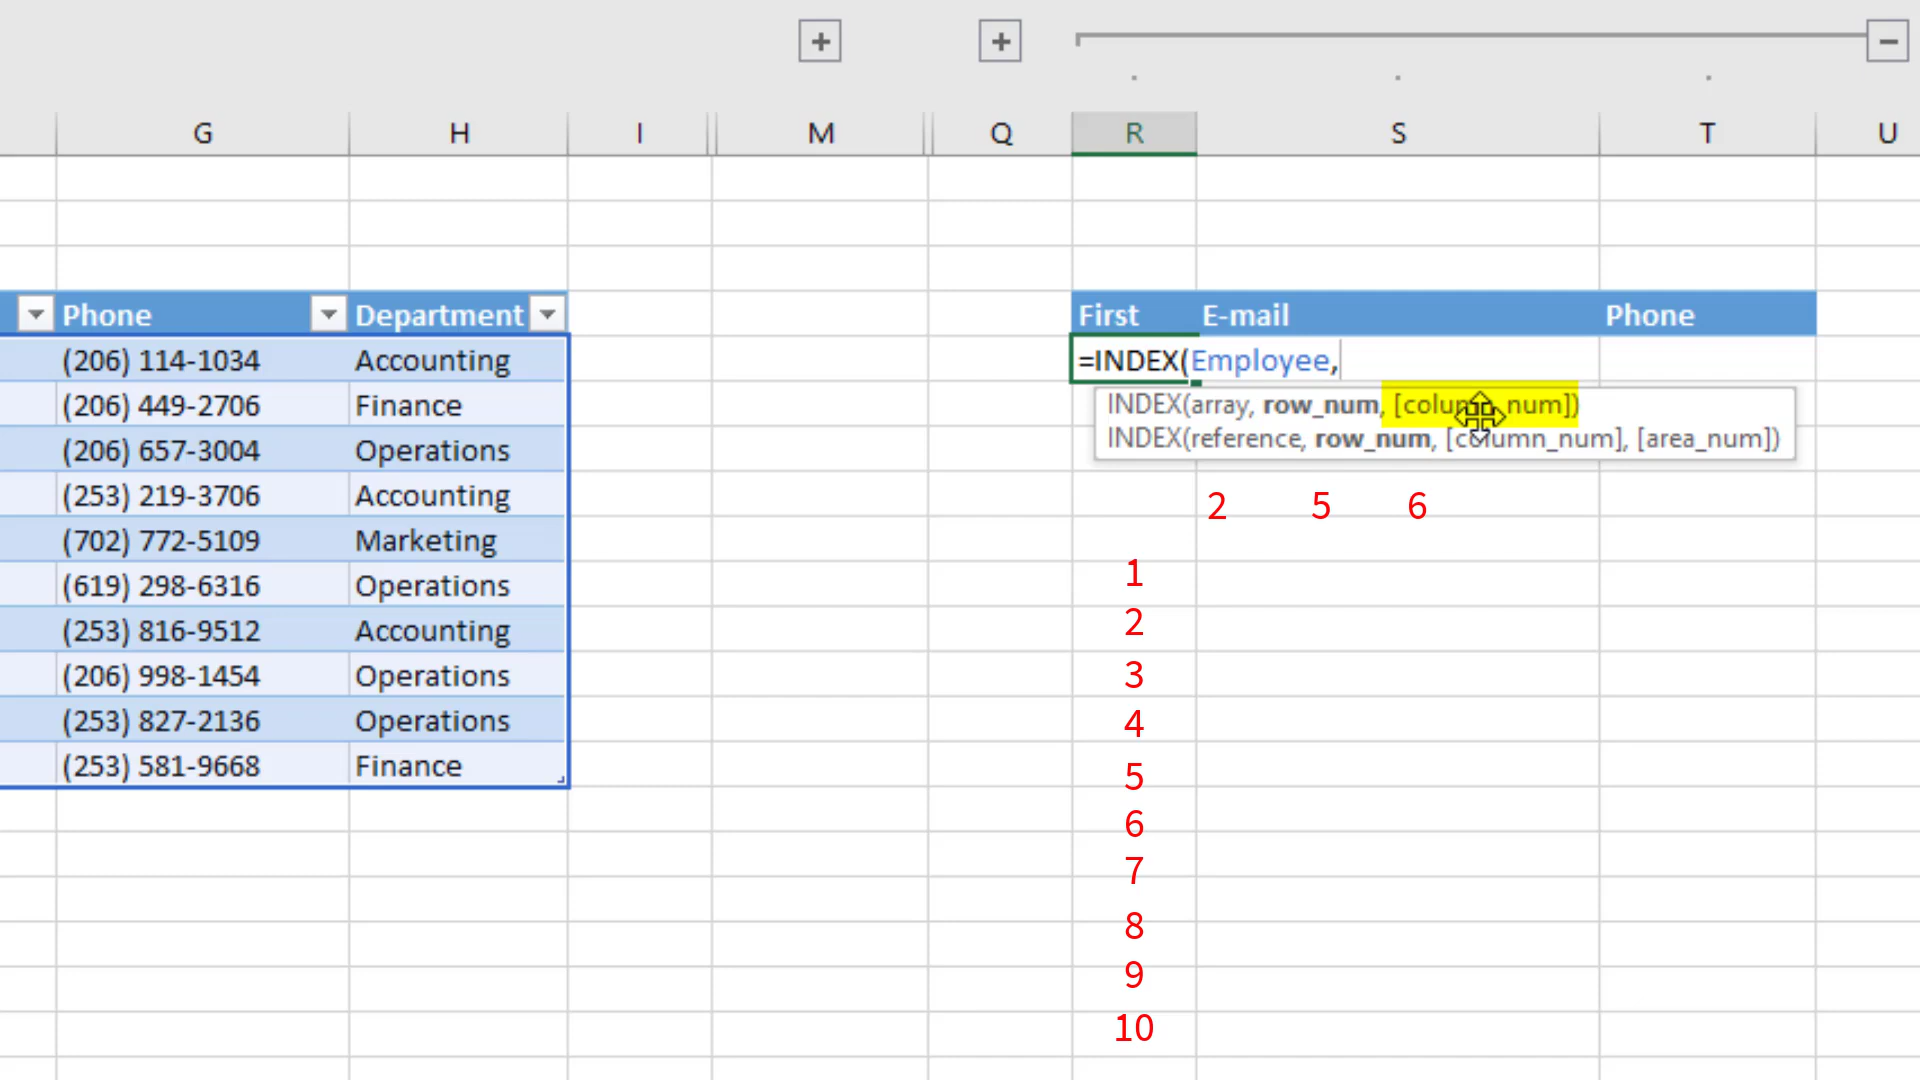 G H I M Q R S T U
Phone Department First E-mail Phone
(206) 114-1034 Accounting =INDEX(Employee,
(206) 449-2706 Finance INDEX(array, row_num, [column_num])
(206) 657-3004 Operations INDEX(reference, row_num, [column_num], [area_num])
(253) 219-3706 Accounting 2 5 6
(702) 772-5109 Marketing
(619) 298-6316 Operations 1
(253) 816-9512 Accounting 2
(206) 998-1454 Operations 3
(253) 827-2136 Operations 4
(253) 581-9668 Finance 5
6
7
8
9
10